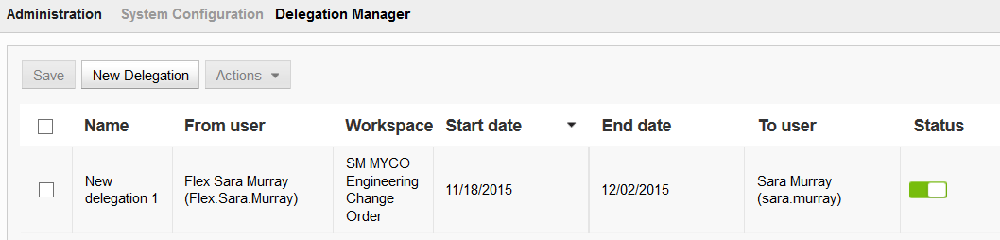 Administration System Configuration Delegation Manager
Save New Delegation Actions
Name From user Workspace Start date End date To user Status
New delegation 1
Flex Sara Murray
(Flex.Sara.Murray)
SM MYCO
Engineering
Change
Order
11/18/2015
12/02/2015
Sara Murray
(sara.murray)